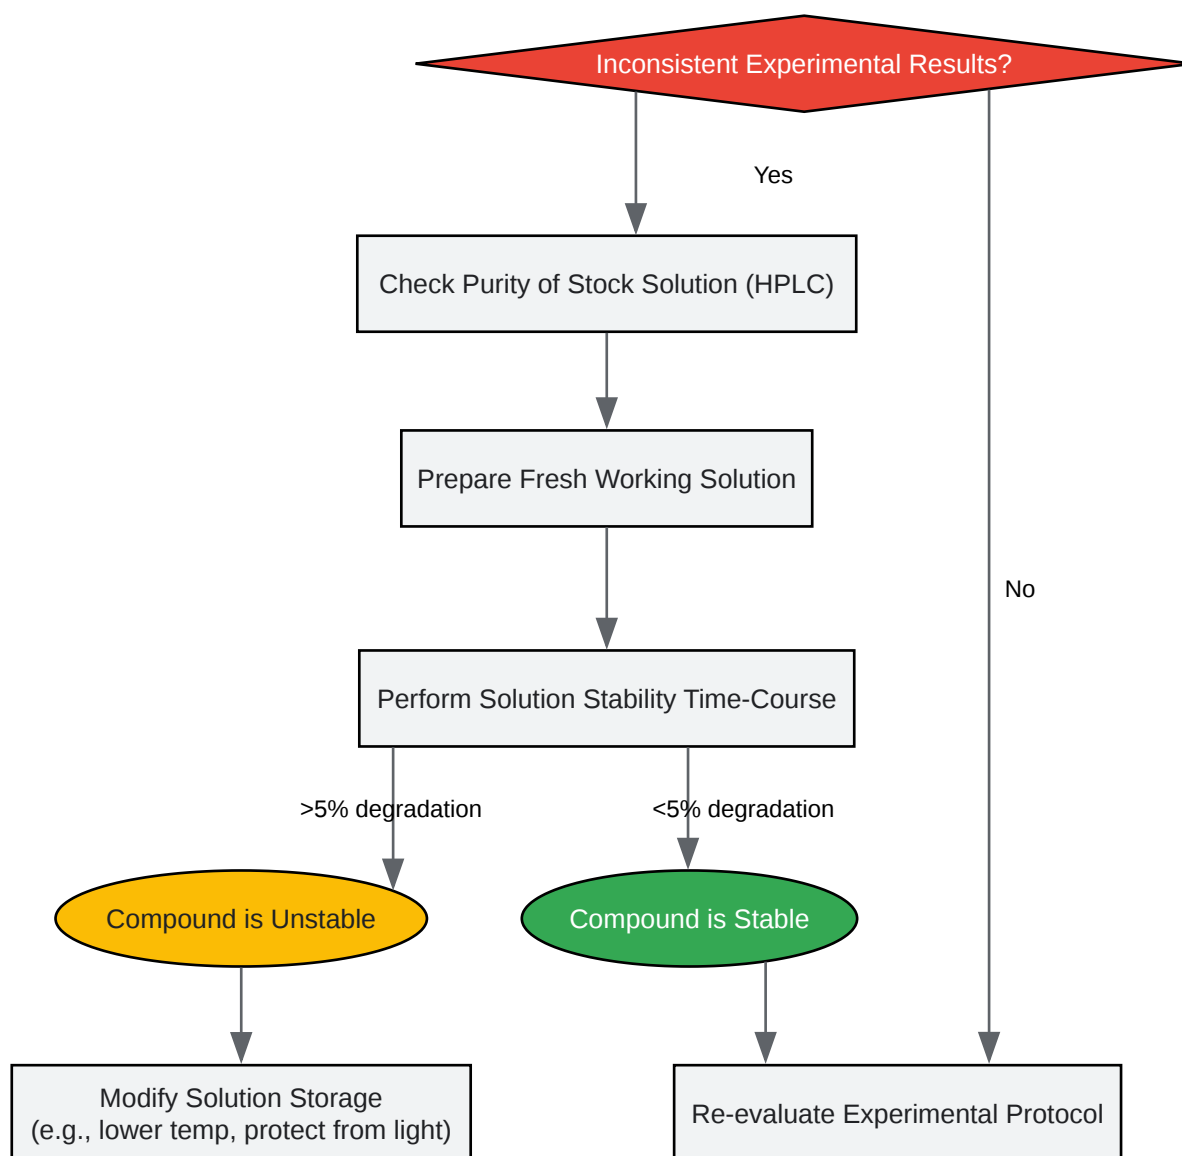 Inconsistent Experimental Results?
Yes
Check Purity of Stock Solution (HPLC)
Prepare Fresh Working Solution
No
Perform Solution Stability Time-Course
>5% degradation
<5% degradation
Compound is Unstable
Compound is Stable
Modify Solution Storage
(e.g., lower temp, protect from light)
Re-evaluate Experimental Protocol